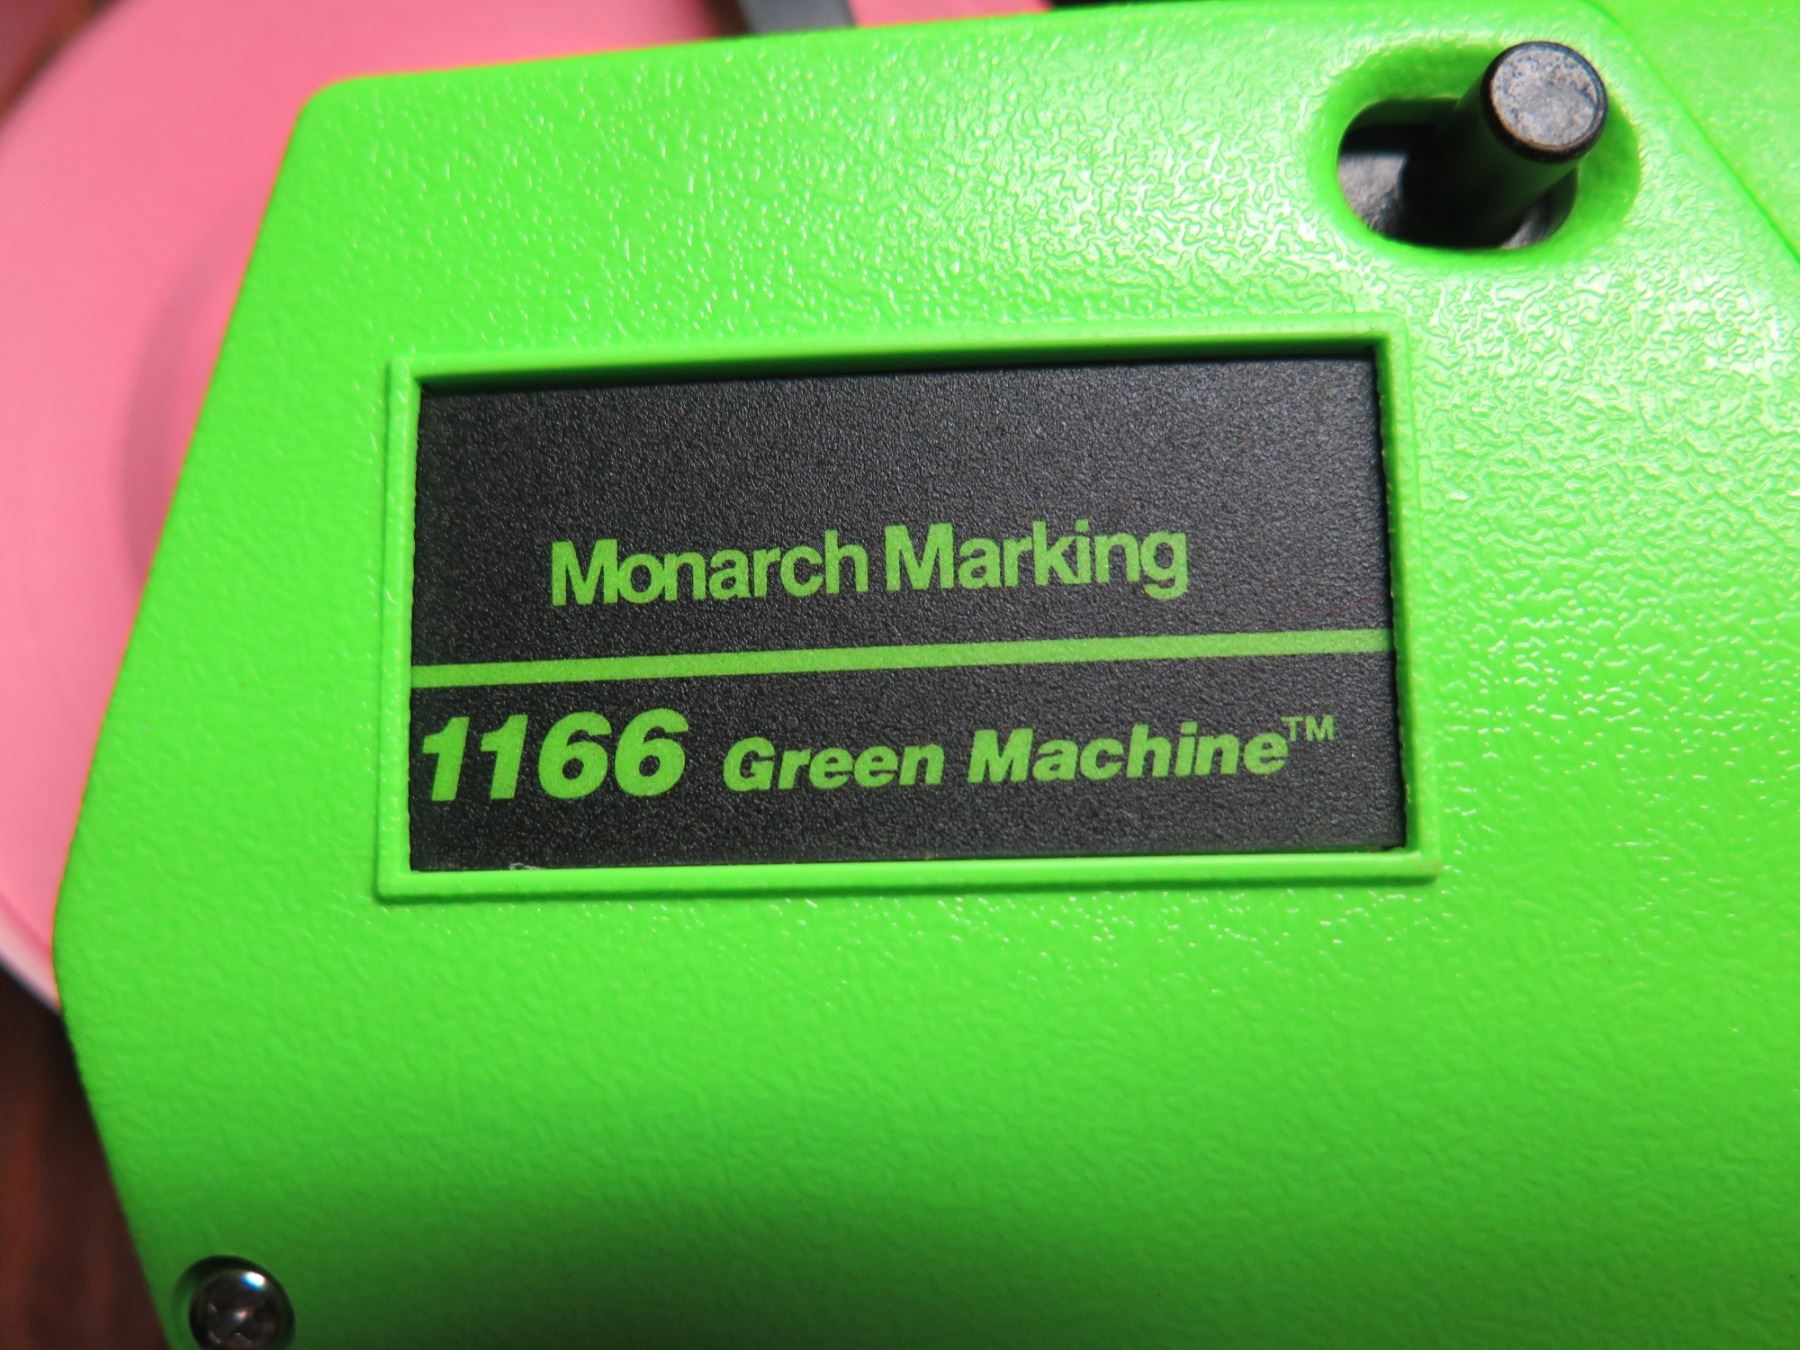 Monarch Marking
1166 Green Machine™